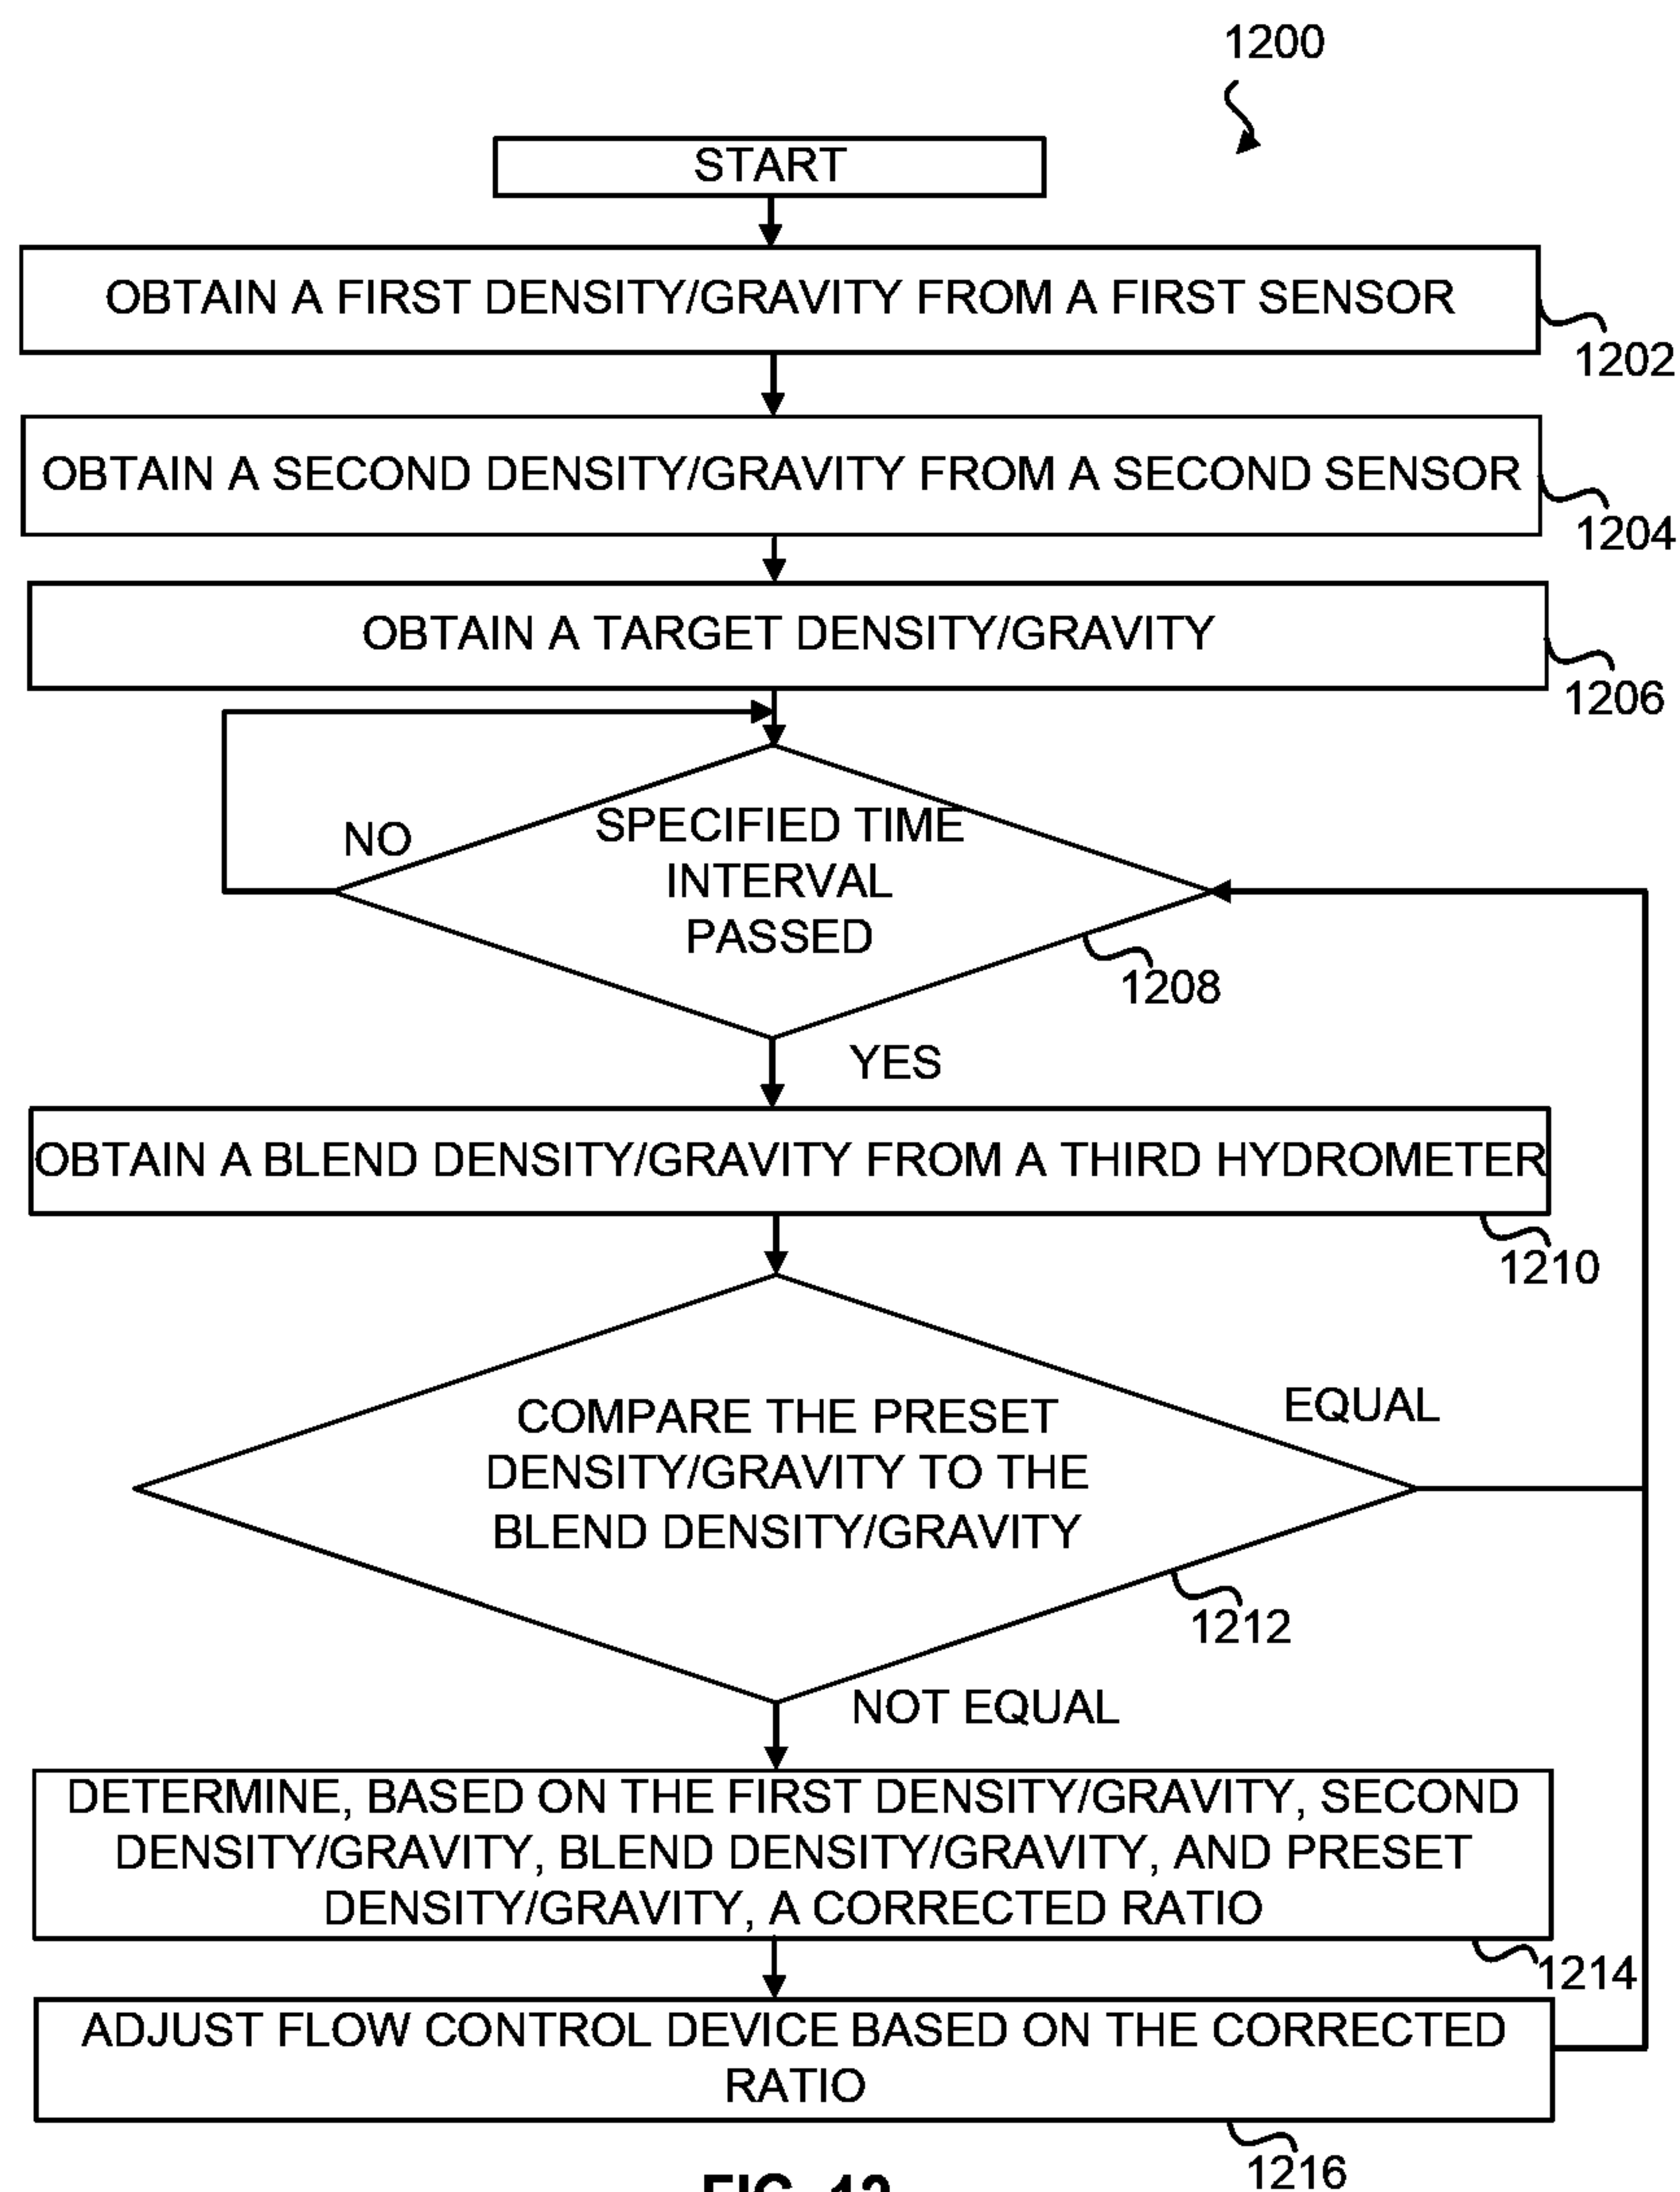 1200
START
OBTAIN A FIRST DENSITY/GRAVITY FROM A FIRST SENSOR
1202
OBTAIN A SECOND DENSITY/GRAVITY FROM A SECOND SENSOR
1204
OBTAIN A TARGET DENSITY/GRAVITY
1206
NO
SPECIFIED TIME
INTERVAL
PASSED
1208
YES
OBTAIN A BLEND DENSITY/GRAVITY FROM A THIRD HYDROMETER
1210
COMPARE THE PRESET
DENSITY/GRAVITY TO THE
BLEND DENSITY/GRAVITY
EQUAL
1212
NOT EQUAL
DETERMINE, BASED ON THE FIRST DENSITY/GRAVITY, SECOND
DENSITY/GRAVITY, BLEND DENSITY/GRAVITY, AND PRESET
DENSITY/GRAVITY, A CORRECTED RATIO
1214
ADJUST FLOW CONTROL DEVICE BASED ON THE CORRECTED
RATIO
1216
FIG. 12